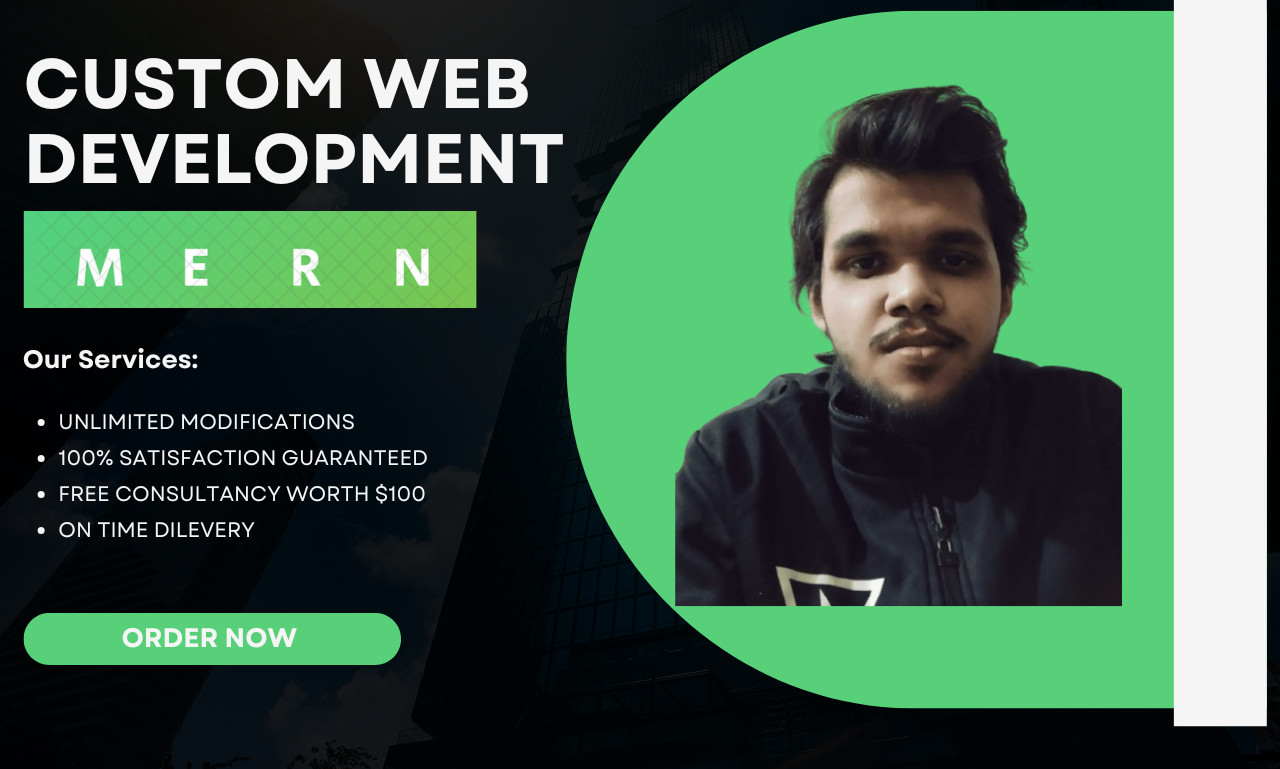 CUSTOM WEB
DEVELOPMENT
M E R N
Our Services:
• UNLIMITED MODIFICATIONS
• 100% SATISFACTION GUARANTEED
• FREE CONSULTANCY WORTH $100
• ON TIME DILEVERY
ORDER NOW